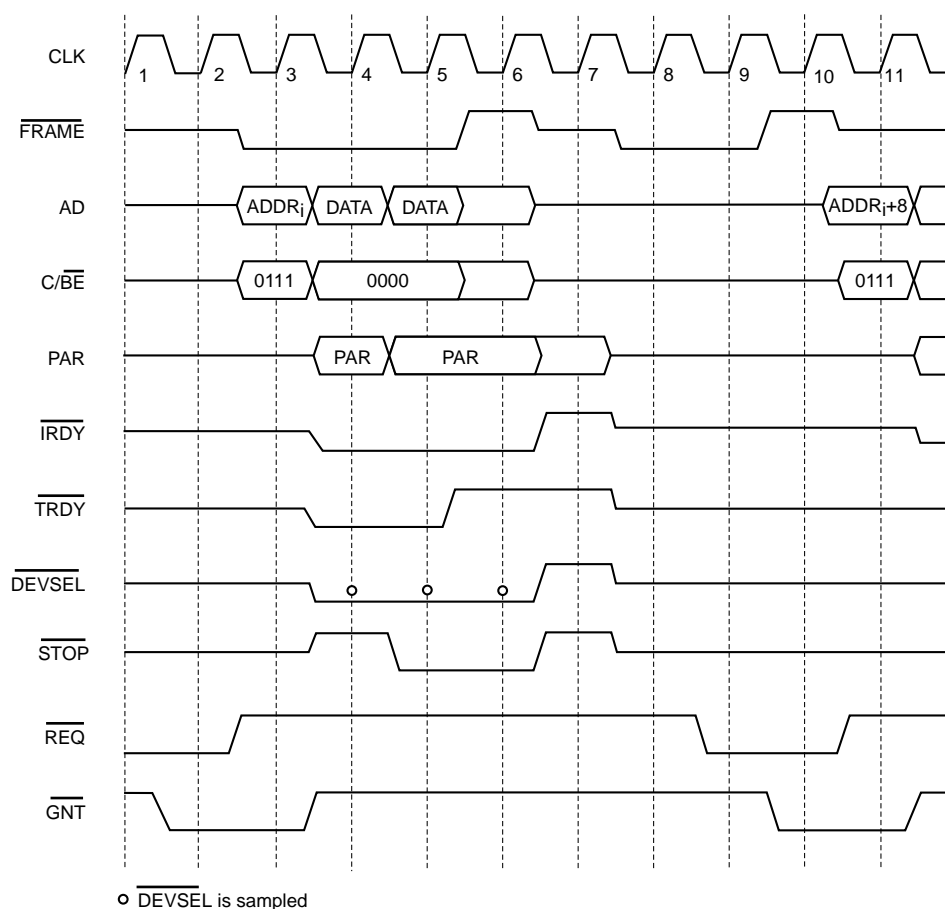 CLK
1 2 3 4 5 6 7 8 9 10 11
FRAME
AD
ADDRi DATA DATA ADDRi+8
C/BE
0111 0000 0111
PAR
PAR PAR
IRDY
TRDY
DEVSEL
STOP
REQ
GNT
DEVSEL is sampled